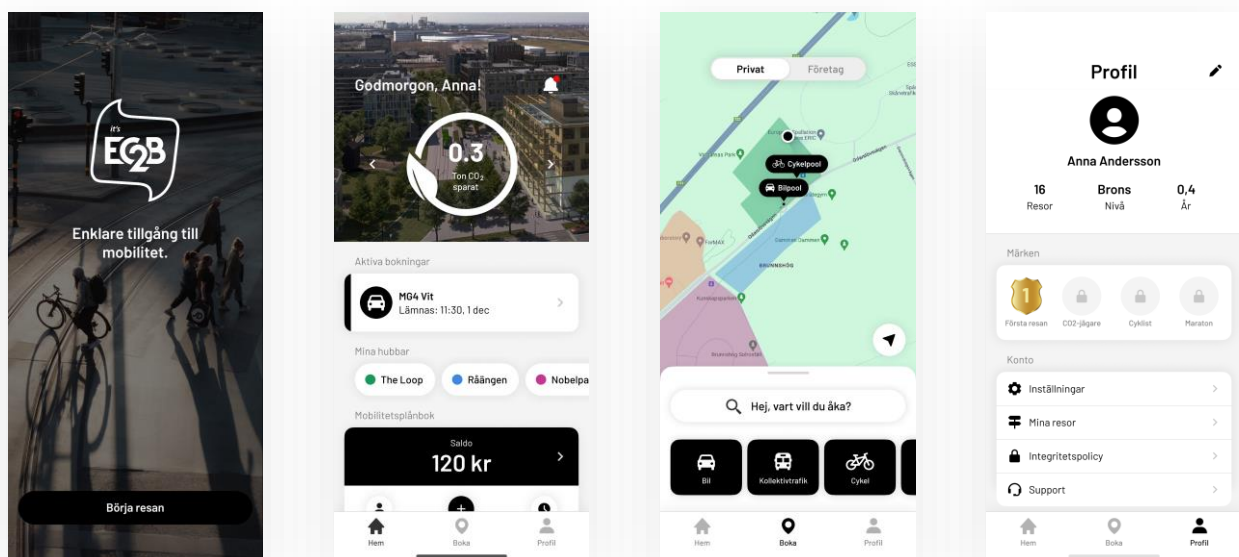 it's
EC2B
Enklare tillgång till
mobilitet.
Börja resan
Godmorgon, Anna!
0.3
Ton CO₂
sparat
Aktiva bokningar
MG4 Vit
Lämnas: 11:30, 1 dec
Mina hubbar
The Loop
Råängen
Nobelpa
Mobilitetsplånbok
Saldo
120 kr
Hem
Boka
Profil
Privat
Företag
Cykelpool
Bilpool
ForMAX
Odarslövsvägen
BRUNNSHÖG
Kunskapsparken
Hej, vart vill du åka?
Bil
Kollektivtrafik
Cykel
Hem
Boka
Profil
Profil
Anna Andersson
16
Resor
Brons
Nivå
0,4
År
Märken
1
Första resan
CO2-jägare
Cyklist
Maraton
Konto
Inställningar
Mina resor
Integritetspolicy
Support
Hem
Boka
Profil